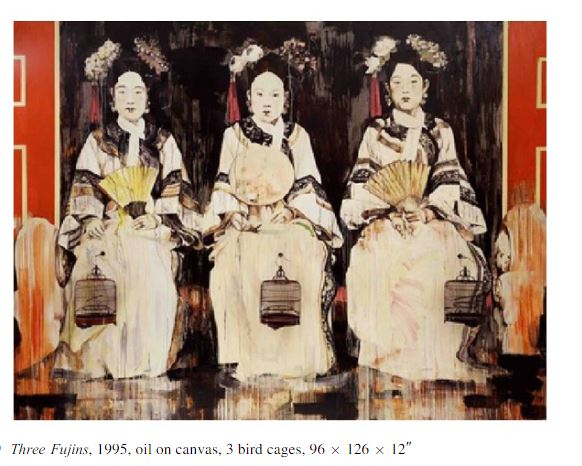 Three Fujins, 1995, oil on canvas, 3 bird cages, 96 × 126 × 12″